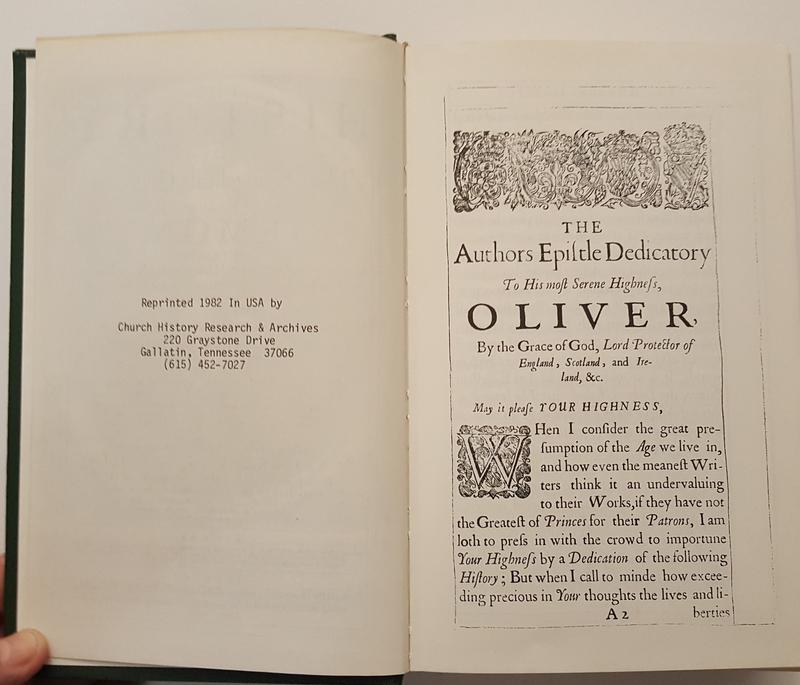 Reprinted 1982 In USA by
Church History Research & Archives
220 Graystone Drive
Gallatin, Tennessee 37066
(615) 452-7027
THE
Authors Epiſtle Dedicatory
To His moſt Serene Highneſs,
OLIVER,
By the Grace of God, Lord Protector of
England, Scotland, and Ire-
land, &c.
May it pleaſe YOUR HIGHNESS,
WHen I conſider the great pre-
ſumption of the Age we live in,
and how even the meaneſt Wri-
ters think it an undervaluing
to their Works, if they have not
the Greateſt of Princes for their Patrons, I am
loth to preſs in with the crowd to importune
Your Highneſs by a Dedication of the following
Hiſtory; But when I call to minde how excee-
ding precious in Your thoughts the lives and li-
A 2 berties